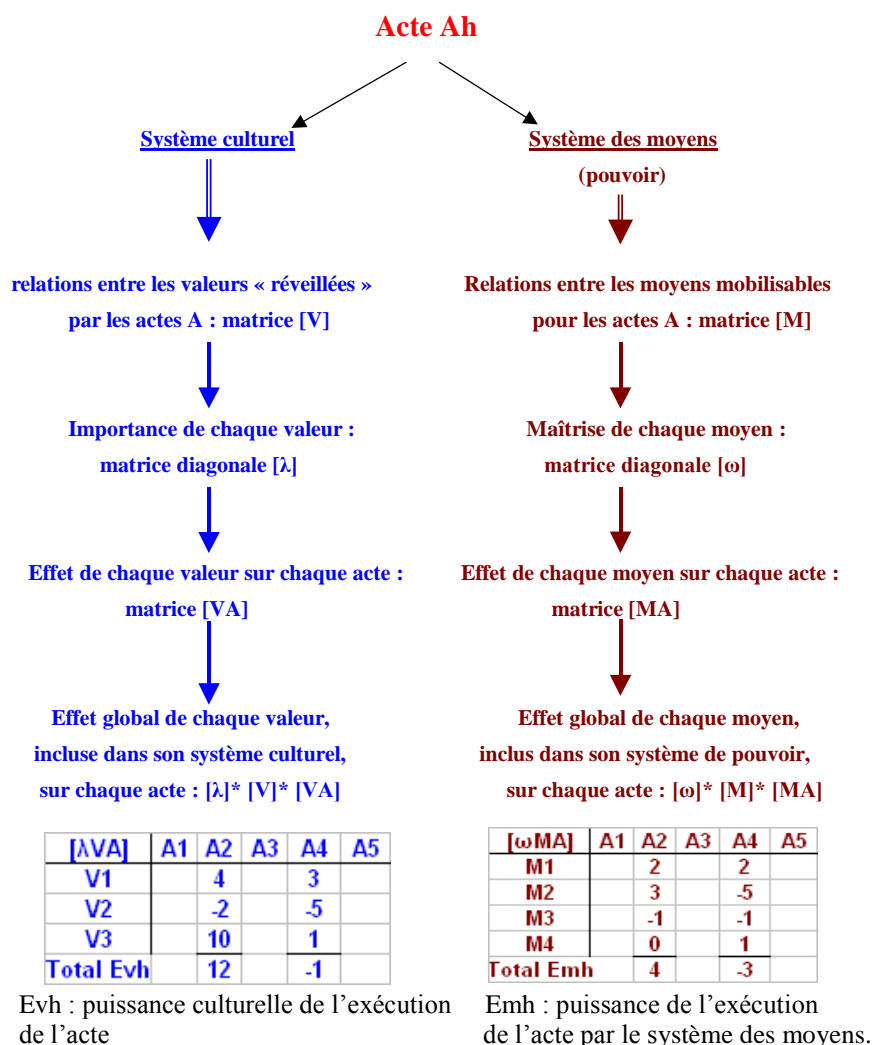 Acte Ah
Système culturel
relations entre les valeurs « réveillées »
par les actes A : matrice [V]
Importance de chaque valeur :
matrice diagonale [λ]
Effet de chaque valeur sur chaque acte :
matrice [VA]
Effet global de chaque valeur,
incluse dans son système culturel,
sur chaque acte : [λ]* [V]* [VA]
[λVA] A1 A2 A3 A4 A5
V1 4 3
V2 -2 -5
V3 10 1
Total Evh 12 -1
Evh : puissance culturelle de l’exécution
de l’acte
Système des moyens
(pouvoir)
Relations entre les moyens mobilisables
pour les actes A : matrice [M]
Maîtrise de chaque moyen :
matrice diagonale [ω]
Effet de chaque moyen sur chaque acte :
matrice [MA]
Effet global de chaque moyen,
inclus dans son système de pouvoir,
sur chaque acte : [ω]* [M]* [MA]
[ωMA] A1 A2 A3 A4 A5
M1 2 2
M2 3 -5
M3 -1 -1
M4 0 1
Total Emh 4 -3
Emh : puissance de l’exécution
de l’acte par le système des moyens.